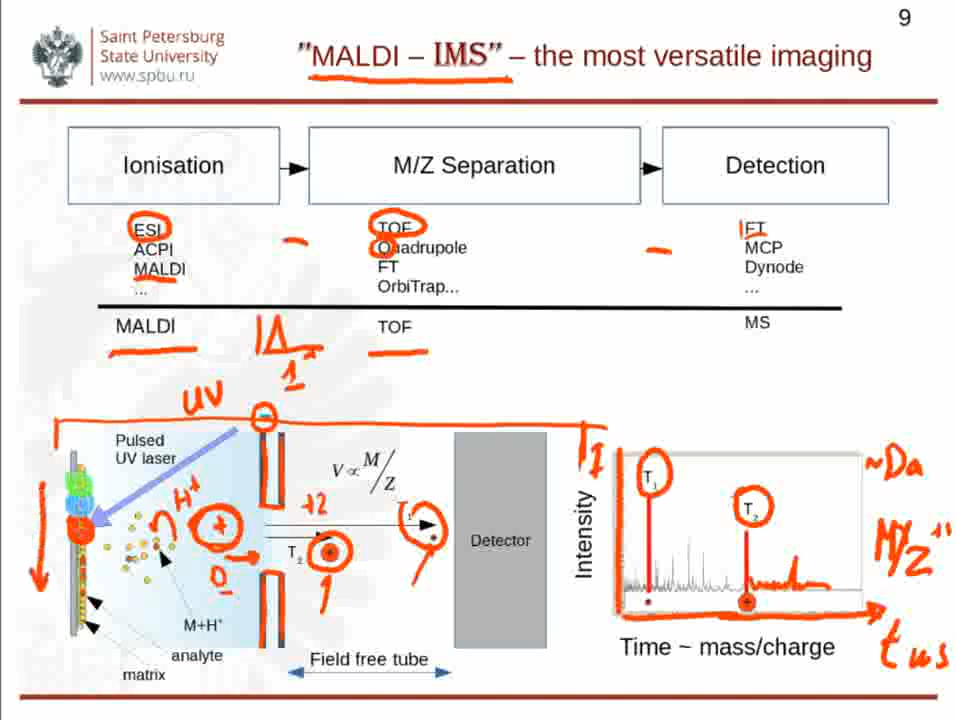 9
Saint Petersburg
State University
www.spbu.ru
"MALDI – IMS" – the most versatile imaging
Ionisation
M/Z Separation
Detection
ESI
ACPI
MALDI
...
TOF
Quadrupole
FT
OrbiTrap...
FT
MCP
Dynode
...
MALDI
TOF
MS
UV
Pulsed
UV laser
H+
+
M+H+
analyte
matrix
V ∝ M/Z
+2
T1
T2
Field free tube
Detector
I
Intensity
T1
T2
~Da
M/Z
t
Time ~ mass/charge